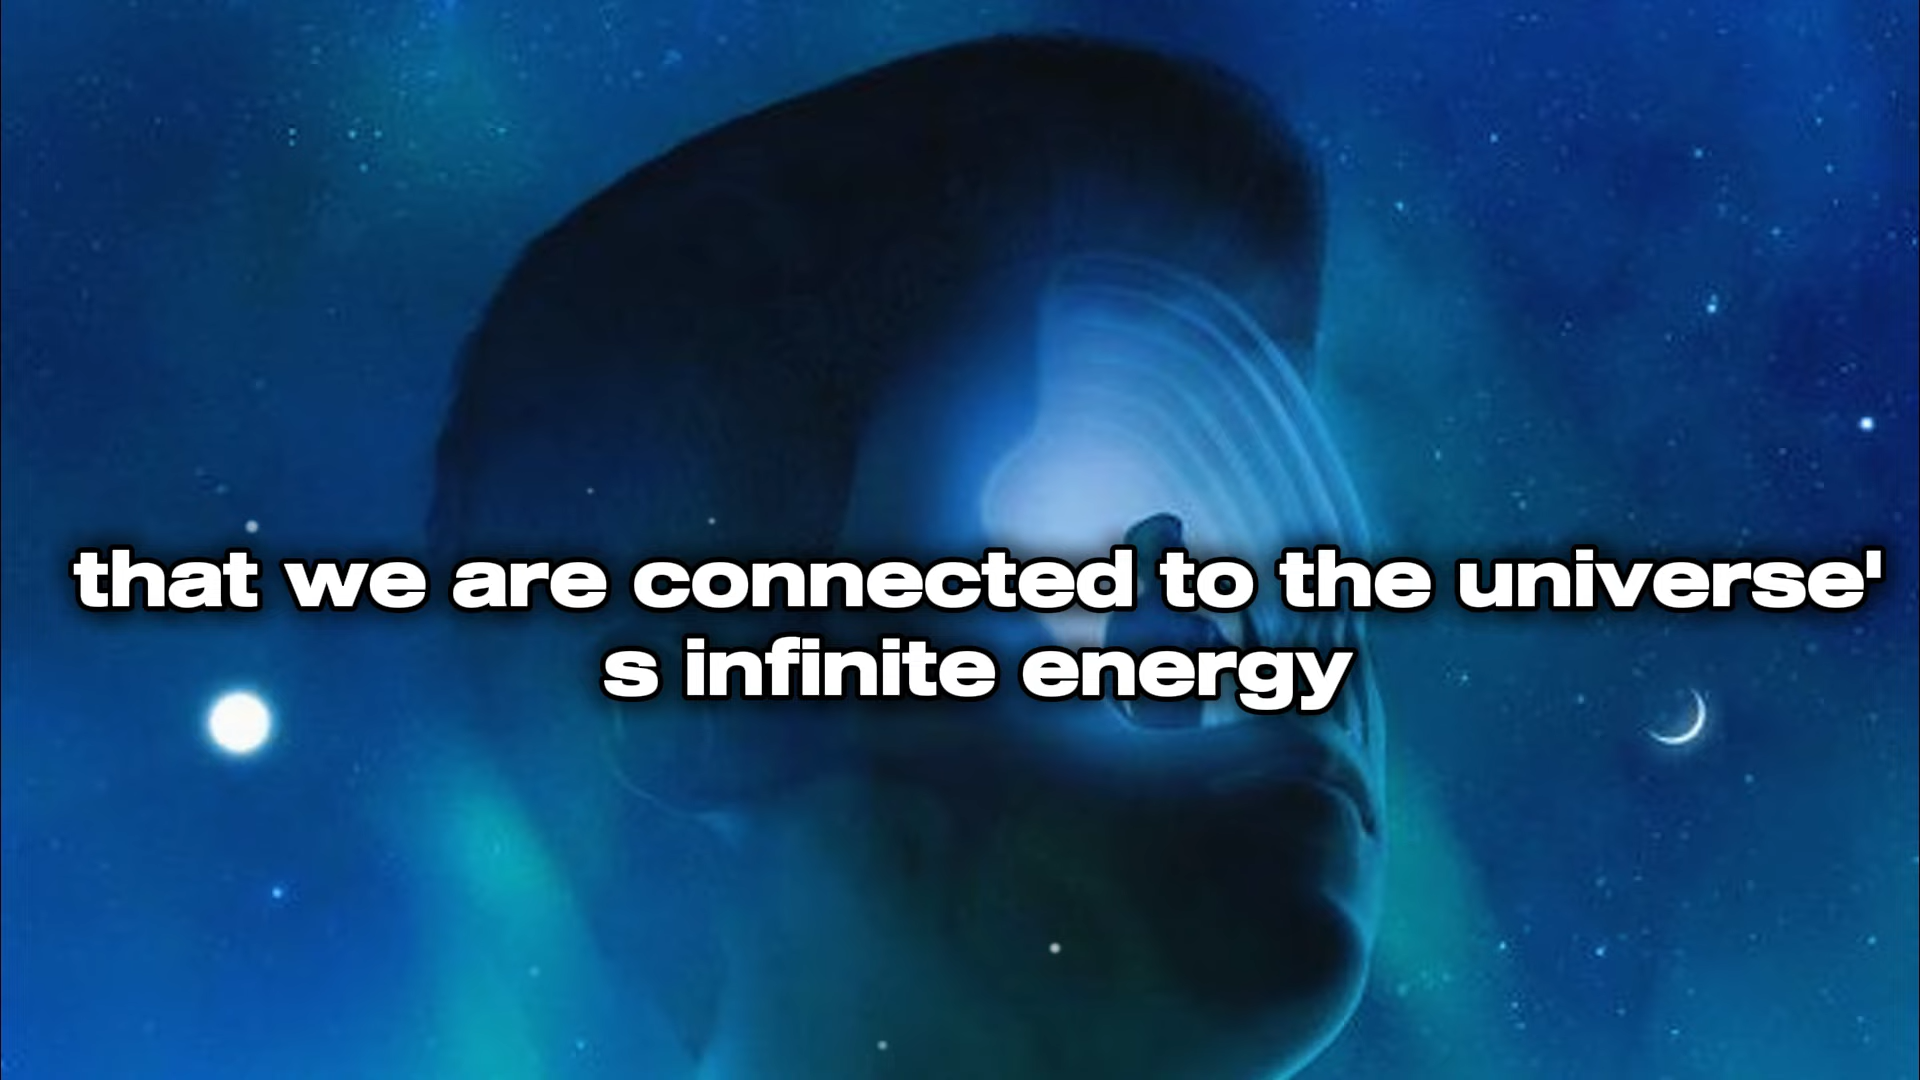 that we are connected to the universe'
s infinite energy